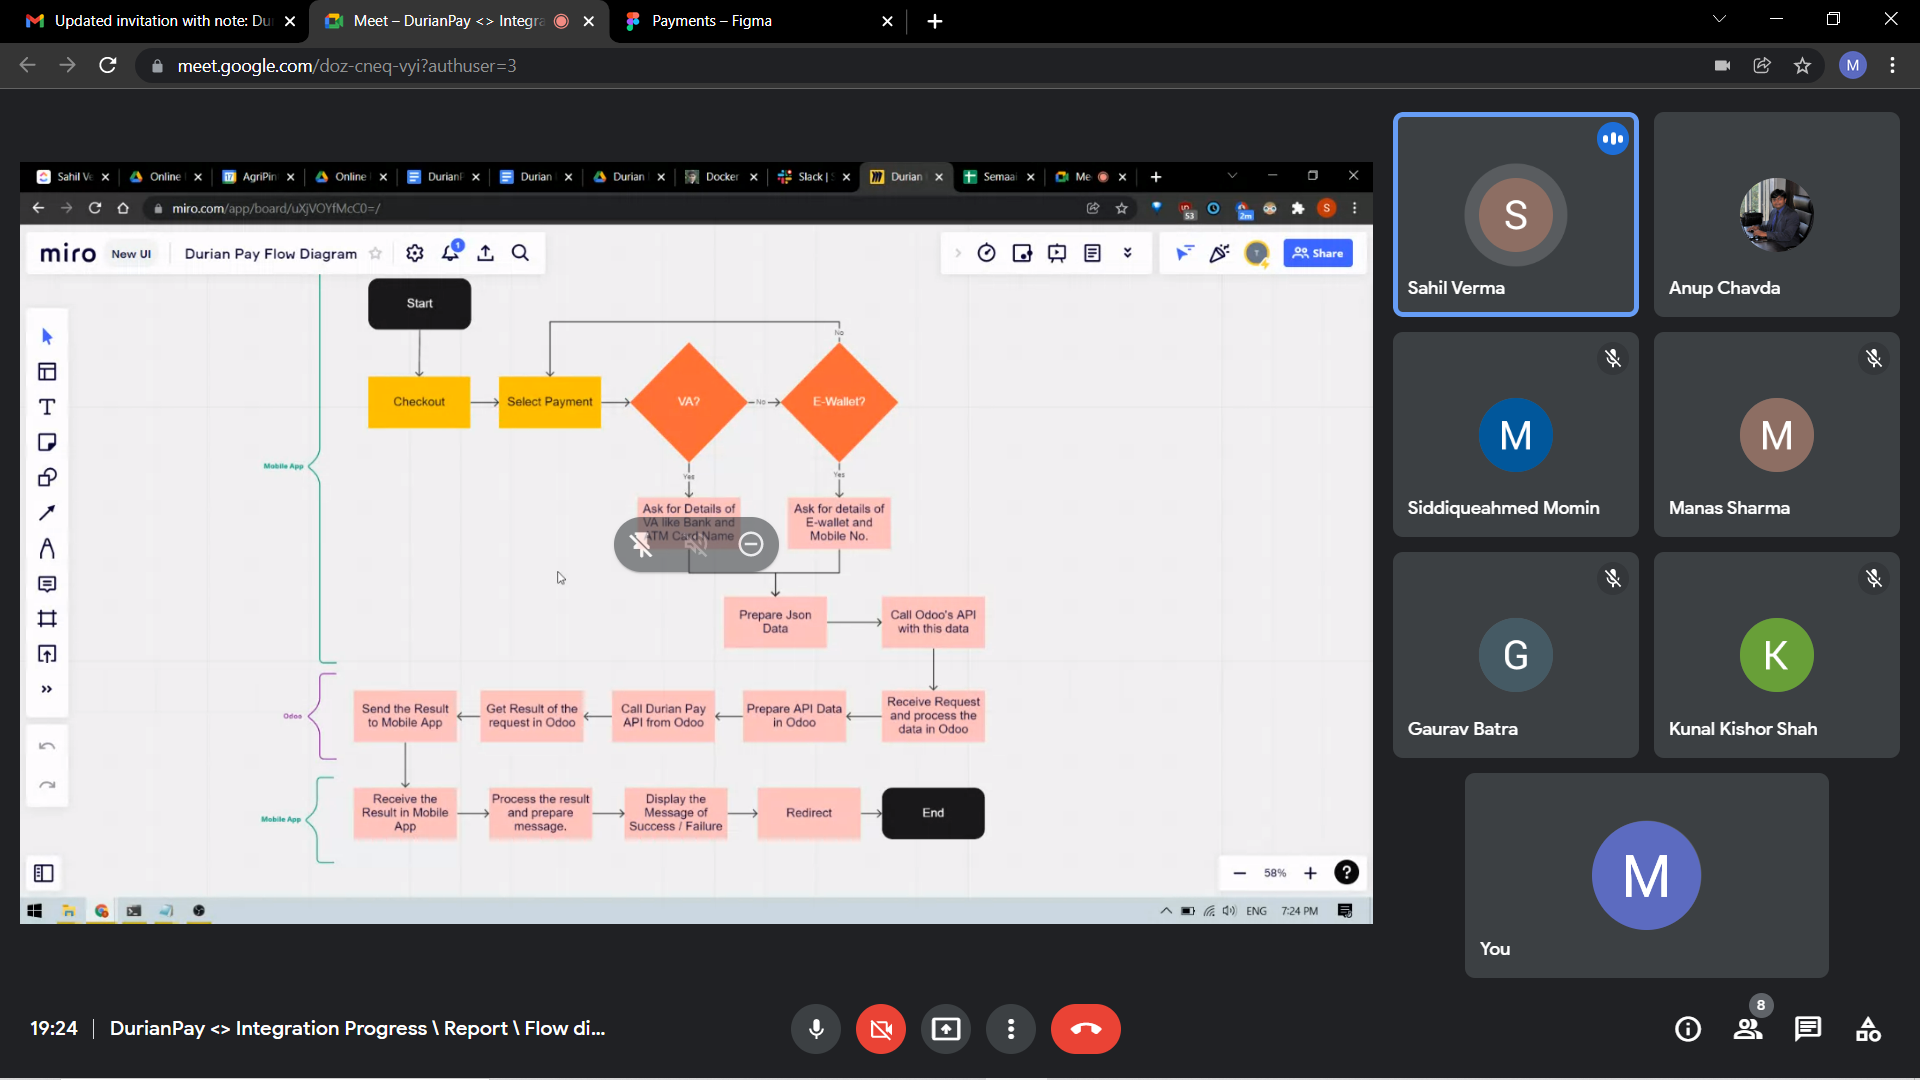 Updated invitation with note: Du
Meet – DurianPay <> Integra
Payments – Figma
meet.google.com/doz-cneq-vyi?authuser=3
M
Sahil Ve
Online
AgriPin
Online
DurianP
Durian
Durian
Docker
Slack | S
Durian
Semaai
Me
miro.com/app/board/uXjVOYfMcC0=/
53
2m
S
miro
New UI
Durian Pay Flow Diagram
1
T
Share
Start
No
Checkout
Select Payment
VA?
No
E-Wallet?
Mobile App
Yes
Yes
Ask for Details of
VA like Bank and
ATM Card Name
Ask for details of
E-wallet and
Mobile No.
Prepare Json
Data
Call Odoo's API
with this data
Odoo
Send the Result
to Mobile App
Get Result of the
request in Odoo
Call Durian Pay
API from Odoo
Prepare API Data
in Odoo
Receive Request
and process the
data in Odoo
Mobile App
Receive the
Result in Mobile
App
Process the result
and prepare
message.
Display the
Message of
Success / Failure
Redirect
End
58%
?
ENG
7:24 PM
S
Sahil Verma
Anup Chavda
M
Siddiqueahmed Momin
M
Manas Sharma
G
Gaurav Batra
K
Kunal Kishor Shah
M
You
19:24
DurianPay <> Integration Progress \ Report \ Flow di...
8